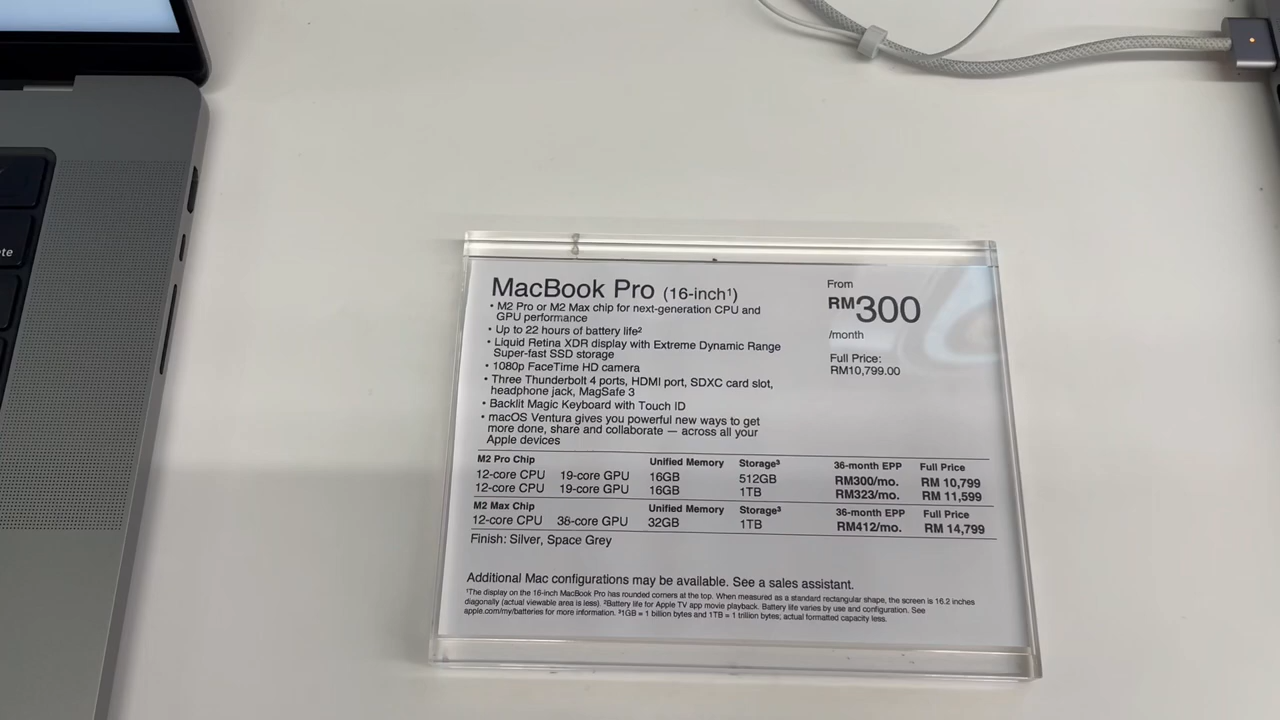 ete
MacBook Pro (16-inch¹)
• M2 Pro or M2 Max chip for next-generation CPU and
GPU performance
• Up to 22 hours of battery life²
• Liquid Retina XDR display with Extreme Dynamic Range
Super-fast SSD storage
• 1080p FaceTime HD camera
• Three Thunderbolt 4 ports, HDMI port, SDXC card slot,
headphone jack, MagSafe 3
• Backlit Magic Keyboard with Touch ID
• macOS Ventura gives you powerful new ways to get
more done, share and collaborate — across all your
Apple devices
From
RM300
/month
Full Price:
RM10,799.00
M2 Pro Chip Unified Memory Storage³ 36-month EPP Full Price
12-core CPU 19-core GPU 16GB 512GB RM300/mo. RM 10,799
12-core CPU 19-core GPU 16GB 1TB RM323/mo. RM 11,599
M2 Max Chip Unified Memory Storage³ 36-month EPP Full Price
12-core CPU 38-core GPU 32GB 1TB RM412/mo. RM 14,799
Finish: Silver, Space Grey
Additional Mac configurations may be available. See a sales assistant.
¹The display on the 16-inch MacBook Pro has rounded corners at the top. When measured as a standard rectangular shape, the screen is 16.2 inches
diagonally (actual viewable area is less). ²Battery life for Apple TV app movie playback. Battery life varies by use and configuration. See
apple.com/my/batteries for more information. ³1GB = 1 billion bytes and 1TB = 1 trillion bytes; actual formatted capacity less.